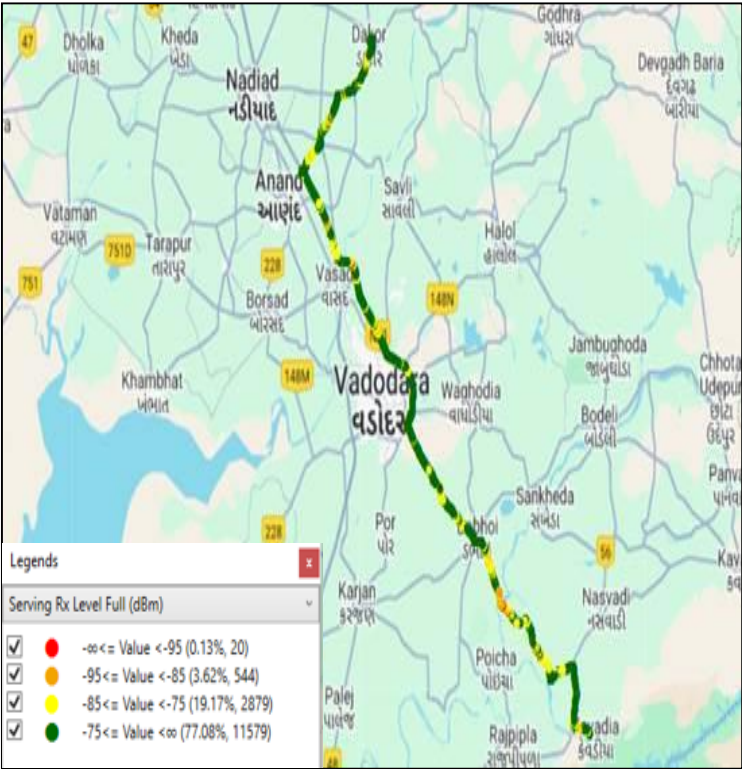 Godhra
ગોધરા
47
Dholka
ધોળકા
Kheda
ખેડા
Dakor
ડાકોર
Devgadh Baria
દેવગઢ
બારીયા
Nadiad
નડીયાદ
Anand
આણંદ
Savli
સાવલી
Vataman
વટામણ
751D
Tarapur
તારાપુર
Halol
હાલોલ
751
228
Vasad
વાસદ
Borsad
બોરસદ
148N
148M
Khambhat
ખંભાત
Jambughoda
જાંબુઘોડા
Vadodara
વડોદરા
Waghodia
વાઘોડીયા
Chhota
Udepur
છોટા
ઉદેપુર
Bodeli
બોડેલી
Sankheda
સંખેડા
Por
પોર
228
56
Karjan
કરજણ
Nasvadi
નસવાડી
Poicha
પોઇચા
Palej
પાલેજ
Rajpipla
રાજપીપળા
કેવડીયા
48
Legends
x
Serving Rx Level Full (dBm)
-∞<= Value <-95 (0.13%, 20)
-95<= Value <-85 (3.62%, 544)
-85<= Value <-75 (19.17%, 2879)
-75<= Value <∞ (77.08%, 11579)